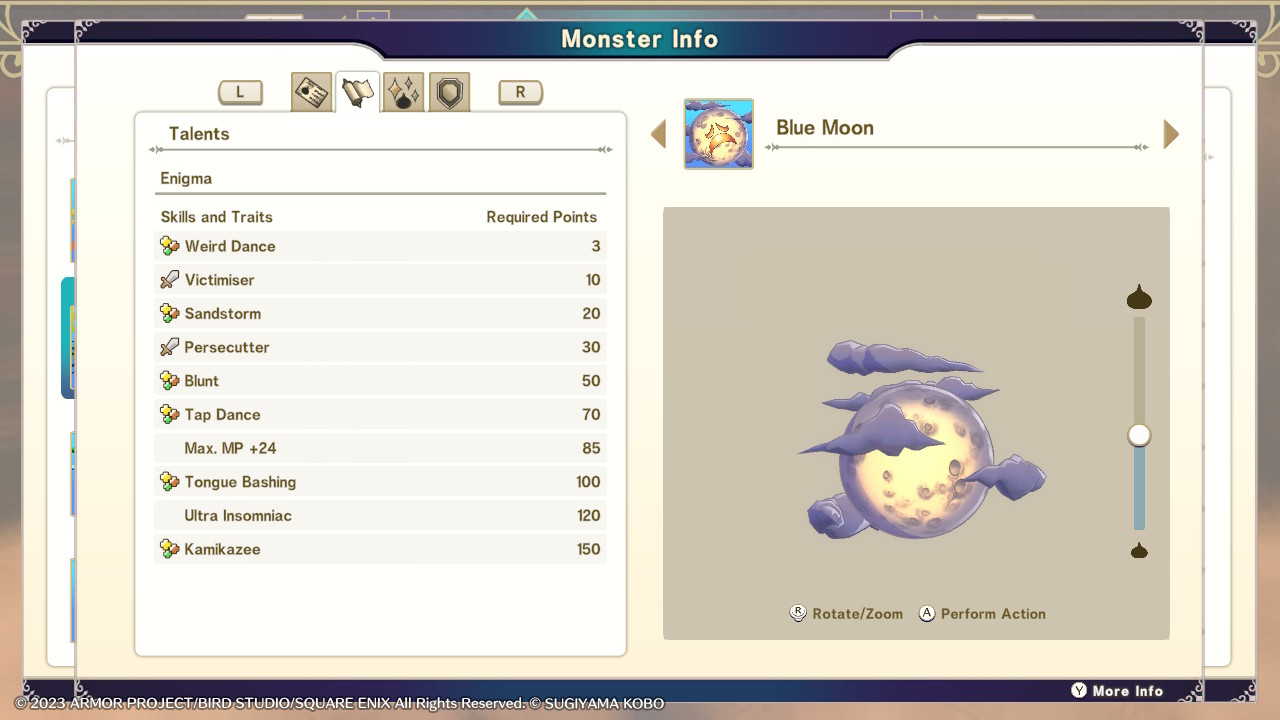 Monster Info
L
R
Talents
Enigma
Skills and Traits Required Points
Weird Dance 3
Victimiser 10
Sandstorm 20
Persecutter 30
Blunt 50
Tap Dance 70
Max. MP +24 85
Tongue Bashing 100
Ultra Insomniac 120
Kamikazee 150
Blue Moon
R Rotate/Zoom A Perform Action
Y More Info
© 2023 ARMOR PROJECT/BIRD STUDIO/SQUARE ENIX All Rights Reserved. © SUGIYAMA KOBO